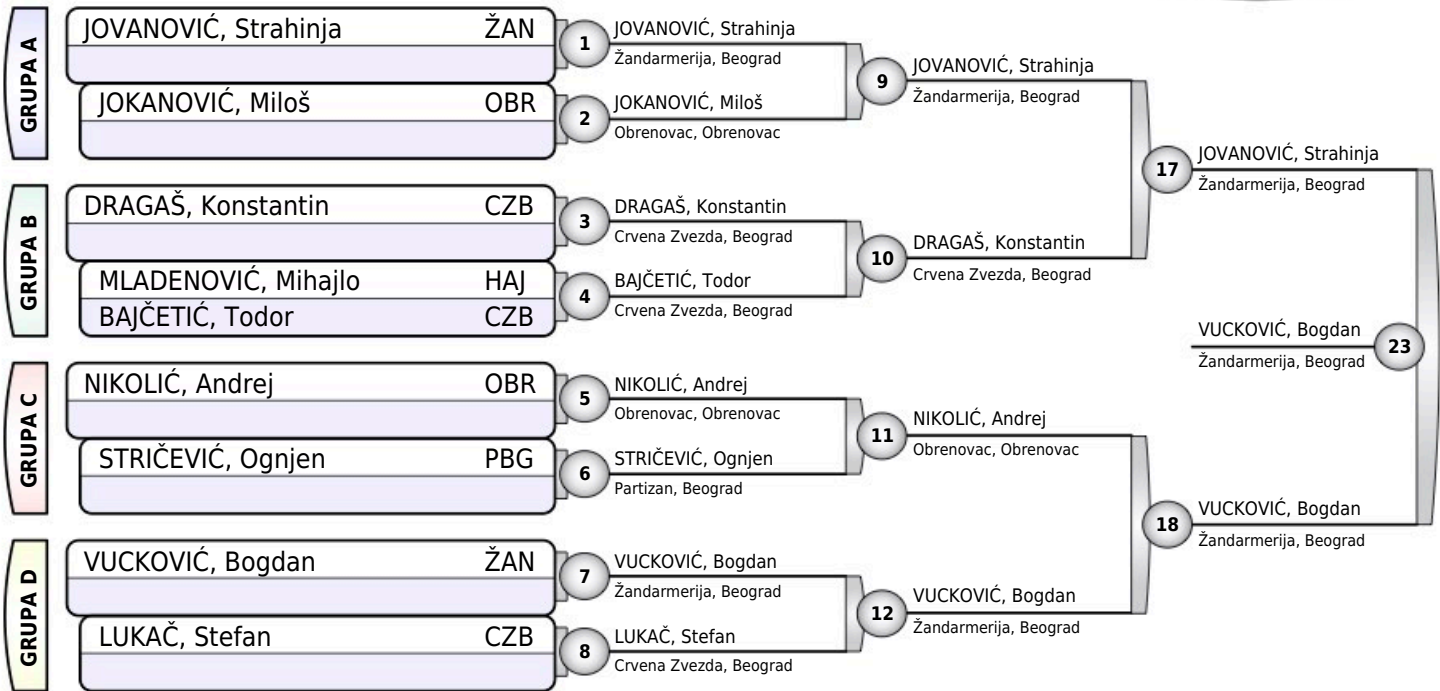 GRUPA A
JOVANOVIĆ, Strahinja ŽAN
JOKANOVIĆ, Miloš OBR
GRUPA B
DRAGAŠ, Konstantin CZB
MLADENOVIĆ, Mihajlo HAJ
BAJČETIĆ, Todor CZB
GRUPA C
NIKOLIĆ, Andrej OBR
STRIČEVIĆ, Ognjen PBG
GRUPA D
VUCKOVIĆ, Bogdan ŽAN
LUKAČ, Stefan CZB
1
JOVANOVIĆ, Strahinja
Žandarmerija, Beograd
2
JOKANOVIĆ, Miloš
Obrenovac, Obrenovac
3
DRAGAŠ, Konstantin
Crvena Zvezda, Beograd
4
BAJČETIĆ, Todor
Crvena Zvezda, Beograd
5
NIKOLIĆ, Andrej
Obrenovac, Obrenovac
6
STRIČEVIĆ, Ognjen
Partizan, Beograd
7
VUCKOVIĆ, Bogdan
Žandarmerija, Beograd
8
LUKAČ, Stefan
Crvena Zvezda, Beograd
9
JOVANOVIĆ, Strahinja
Žandarmerija, Beograd
10
DRAGAŠ, Konstantin
Crvena Zvezda, Beograd
11
NIKOLIĆ, Andrej
Obrenovac, Obrenovac
12
VUCKOVIĆ, Bogdan
Žandarmerija, Beograd
17
JOVANOVIĆ, Strahinja
Žandarmerija, Beograd
18
VUCKOVIĆ, Bogdan
Žandarmerija, Beograd
VUCKOVIĆ, Bogdan
Žandarmerija, Beograd
23